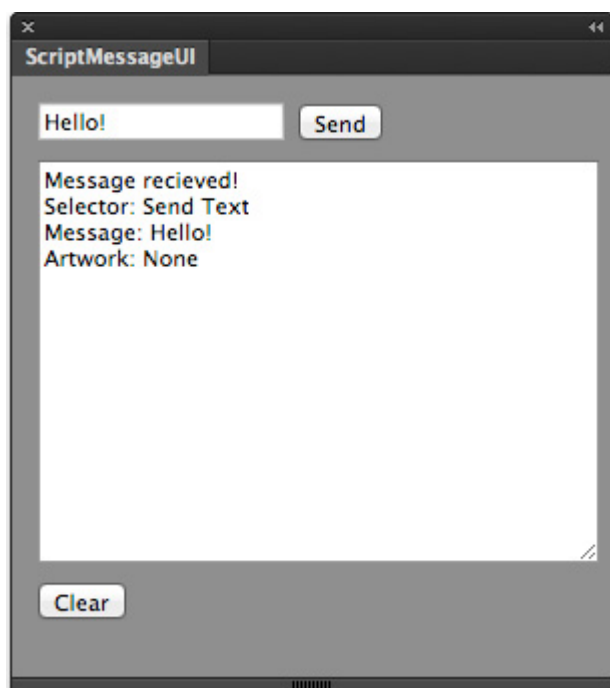 ScriptMessageUI
Hello!
Send
Message recieved!
Selector: Send Text
Message: Hello!
Artwork: None
Clear